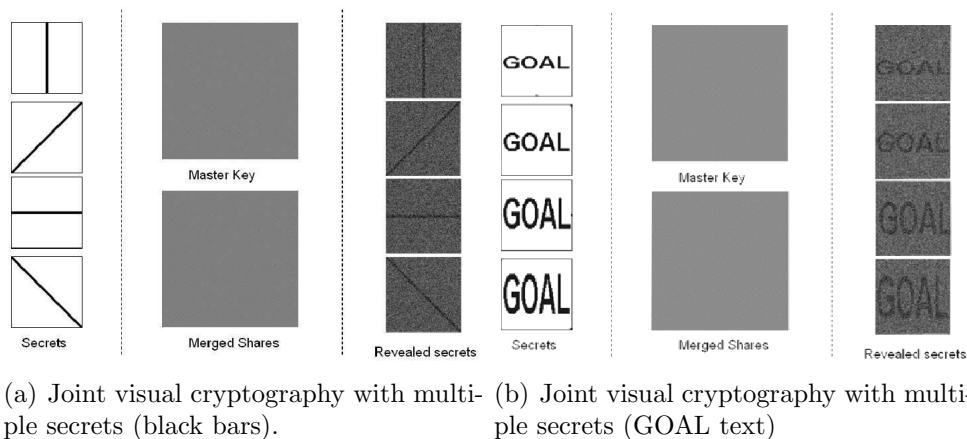 GOAL
GOAL
GOAL
GOAL
GOAL
GOAL
GOAL
GOAL
Master Key
Master Key
Secrets
Merged Shares
Revealed secrets
Secrets
Merged Shares
Revealed secrets
(a) Joint visual cryptography with multi-
ple secrets (black bars).
(b) Joint visual cryptography with multi-
ple secrets (GOAL text)